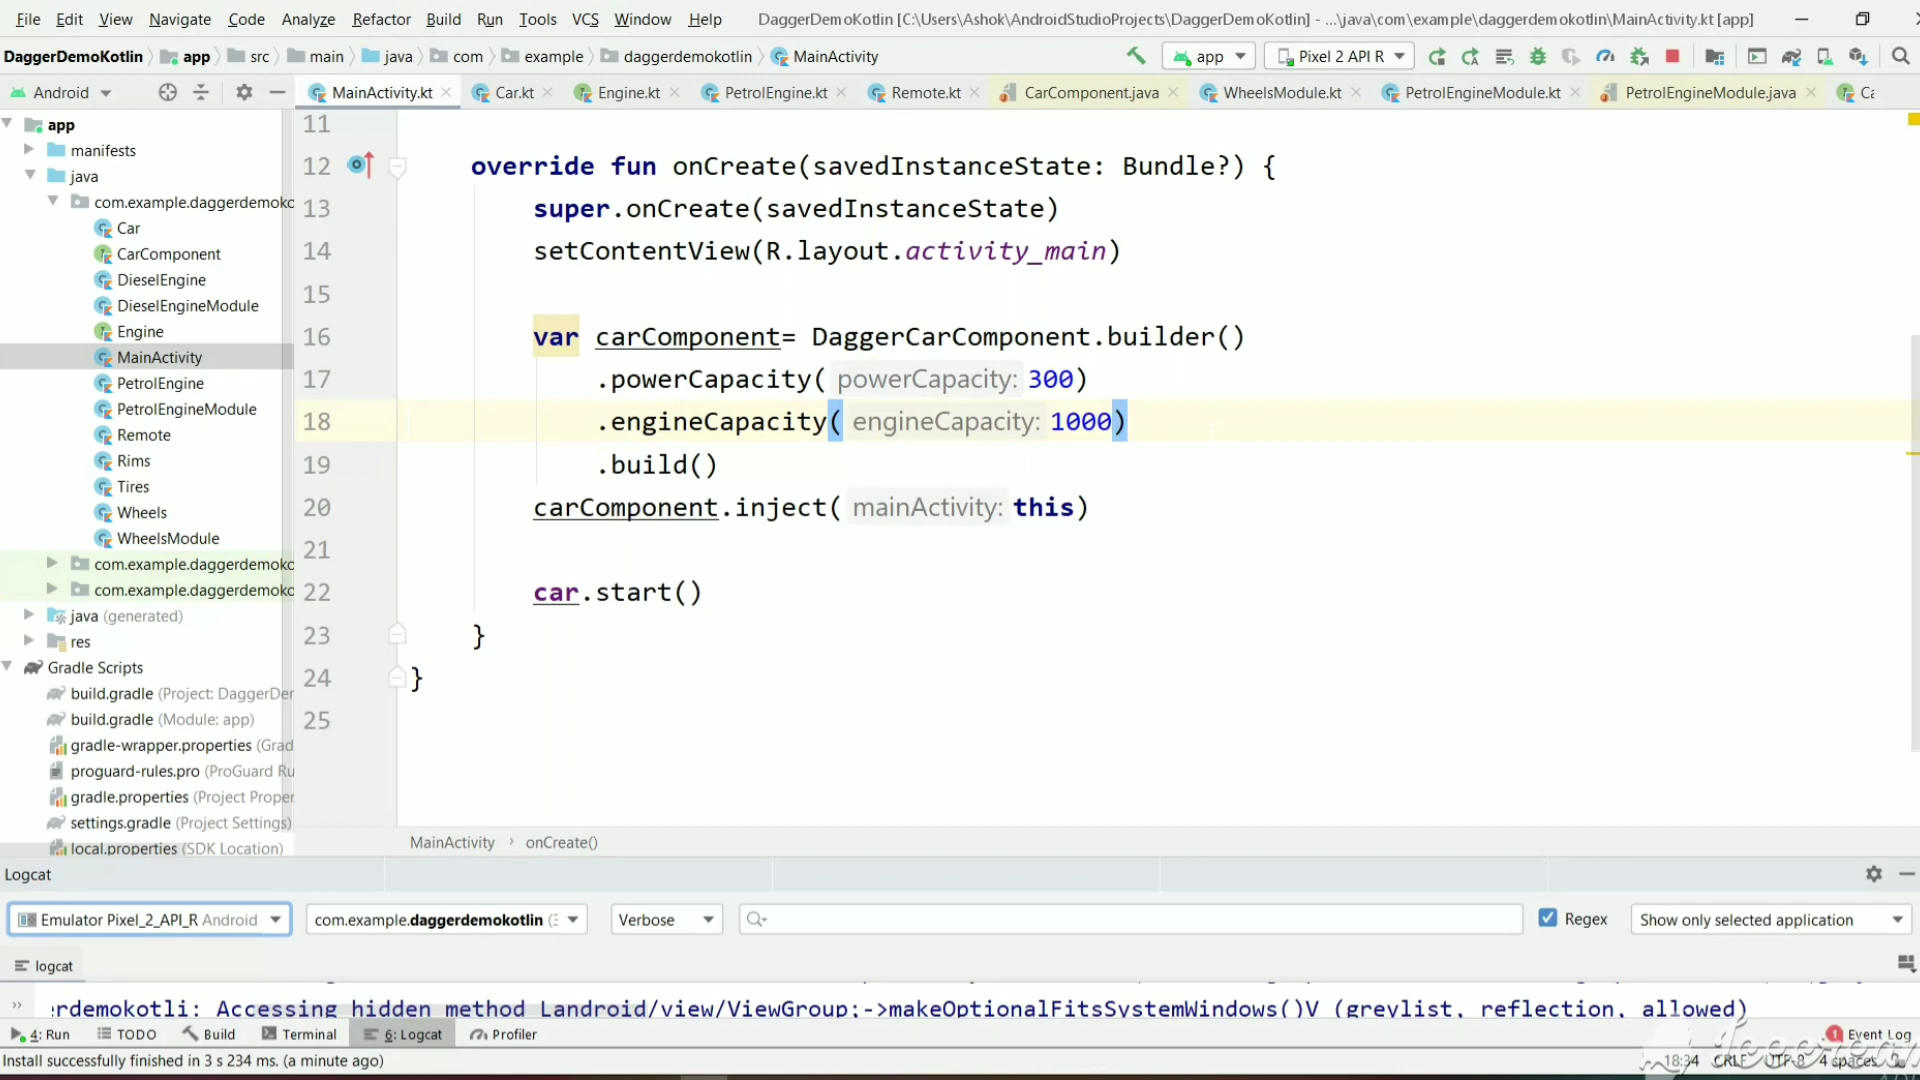 File Edit View Navigate Code Analyze Refactor Build Run Tools VCS Window Help DaggerDemoKotlin [C:\Users\Ashok\AndroidStudioProjects\DaggerDemoKotlin] - ...\java\com\example\daggerdemokotlin\MainActivity.kt [app]
DaggerDemoKotlin app src main java com example daggerdemokotlin MainActivity app Pixel 2 API R
Android MainActivity.kt Car.kt Engine.kt PetrolEngine.kt Remote.kt CarComponent.java WheelsModule.kt PetrolEngineModule.kt PetrolEngineModule.java Ca
app
manifests
java
com.example.daggerdemoko
Car
CarComponent
DieselEngine
DieselEngineModule
Engine
MainActivity
PetrolEngine
PetrolEngineModule
Remote
Rims
Tires
Wheels
WheelsModule
com.example.daggerdemoko
com.example.daggerdemoko
java (generated)
res
Gradle Scripts
build.gradle (Project: DaggerDer
build.gradle (Module: app)
gradle-wrapper.properties (Grad
proguard-rules.pro (ProGuard Ru
gradle.properties (Project Proper
settings.gradle (Project Settings)
local.properties (SDK Location)
11
12 override fun onCreate(savedInstanceState: Bundle?) {
13 super.onCreate(savedInstanceState)
14 setContentView(R.layout.activity_main)
15
16 var carComponent= DaggerCarComponent.builder()
17 .powerCapacity( powerCapacity: 300)
18 .engineCapacity( engineCapacity: 1000)
19 .build()
20 carComponent.inject( mainActivity: this)
21
22 car.start()
23 }
24 }
25
MainActivity › onCreate()
Logcat
Emulator Pixel_2_API_R Android com.example.daggerdemokotlin (3 Verbose Regex Show only selected application
logcat
erdemokotli: Accessing hidden method Landroid/view/ViewGroup;->makeOptionalFitsSystemWindows()V (greylist, reflection, allowed)
4: Run TODO Build Terminal 6: Logcat Profiler 1 Event Log
Install successfully finished in 3 s 234 ms. (a minute ago) 18:34 CRLF UTF-8 4 spaces